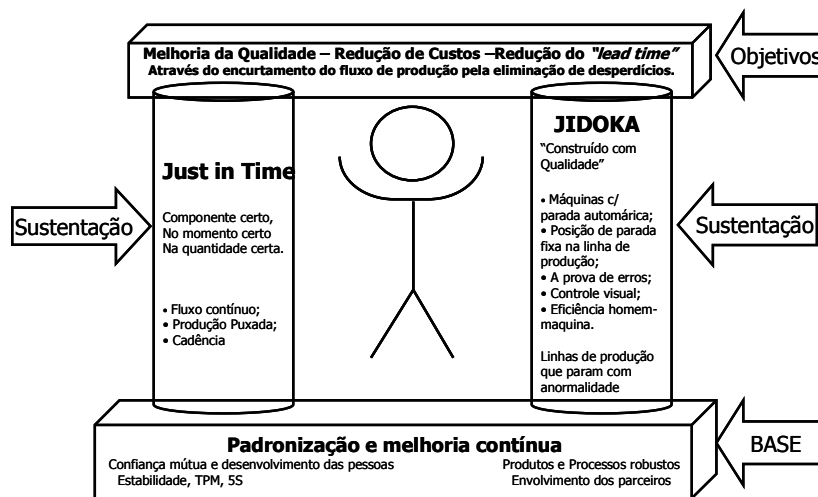 Melhoria da Qualidade – Redução de Custos –Redução do "lead time"
Através do encurtamento do fluxo de produção pela eliminação de desperdícios.
Objetivos
Just in Time
Componente certo,
No momento certo
Na quantidade certa.
• Fluxo contínuo;
• Produção Puxada;
• Cadência
Sustentação
JIDOKA
"Construído com
Qualidade"
• Máquinas c/
parada automárica;
• Posição de parada
fixa na linha de
produção;
• A prova de erros;
• Controle visual;
• Eficiência homem-
maquina.
Linhas de produção
que param com
anormalidade
Sustentação
Padronização e melhoria contínua
Confiança mútua e desenvolvimento das pessoas
Estabilidade, TPM, 5S
Produtos e Processos robustos
Envolvimento dos parceiros
BASE